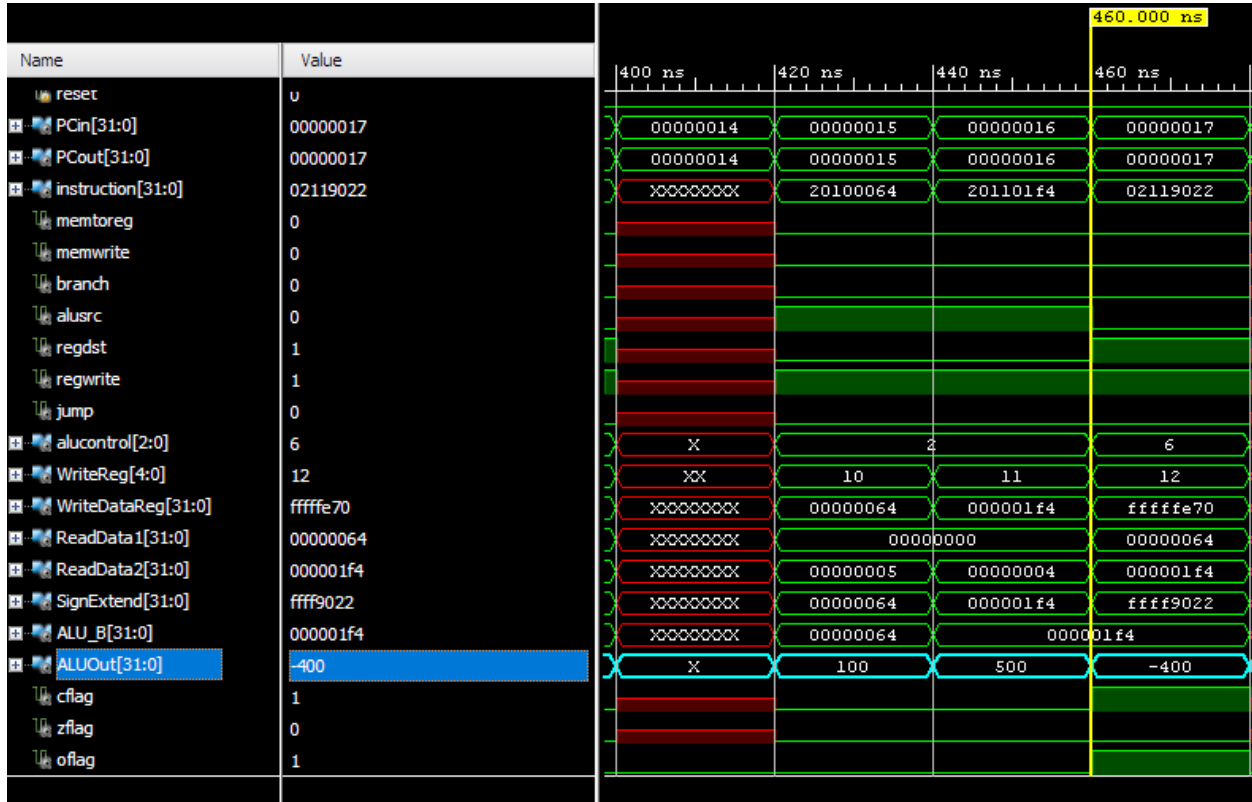 460.000 ns
Name Value 400 ns 420 ns 440 ns 460 ns
reset 0
PCin[31:0] 00000017 00000014 00000015 00000016 00000017
PCout[31:0] 00000017 00000014 00000015 00000016 00000017
instruction[31:0] 02119022 XXXXXXXX 20100064 201101f4 02119022
memtoreg 0
memwrite 0
branch 0
alusrc 0
regdst 1
regwrite 1
jump 0
alucontrol[2:0] 6 X 2 6
WriteReg[4:0] 12 XX 10 11 12
WriteDataReg[31:0] fffffe70 XXXXXXXX 00000064 000001f4 fffffe70
ReadData1[31:0] 00000064 XXXXXXXX 00000000 00000064
ReadData2[31:0] 000001f4 XXXXXXXX 00000005 00000004 000001f4
SignExtend[31:0] ffff9022 XXXXXXXX 00000064 000001f4 ffff9022
ALU_B[31:0] 000001f4 XXXXXXXX 00000064 000001f4
ALUOut[31:0] -400 X 100 500 -400
cflag 1
zflag 0
oflag 1